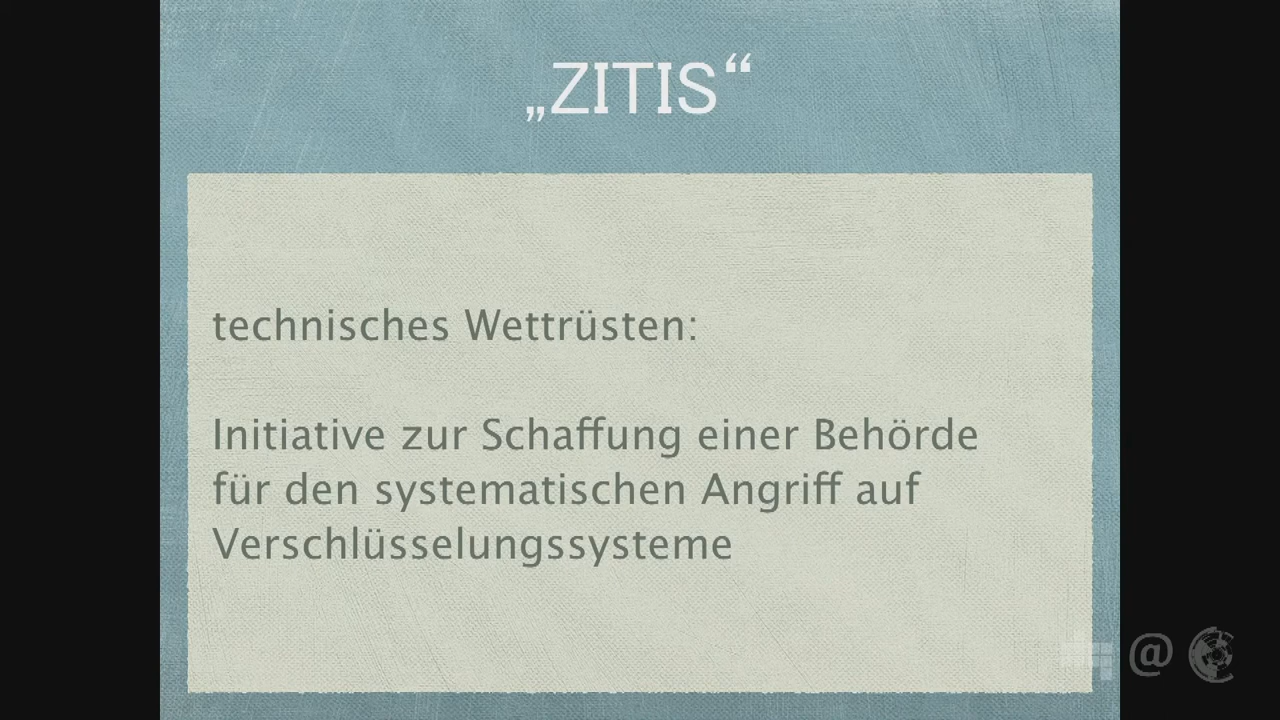 „ZITIS“
technisches Wettrüsten:
Initiative zur Schaffung einer Behörde
für den systematischen Angriff auf
Verschlüsselungssysteme
@